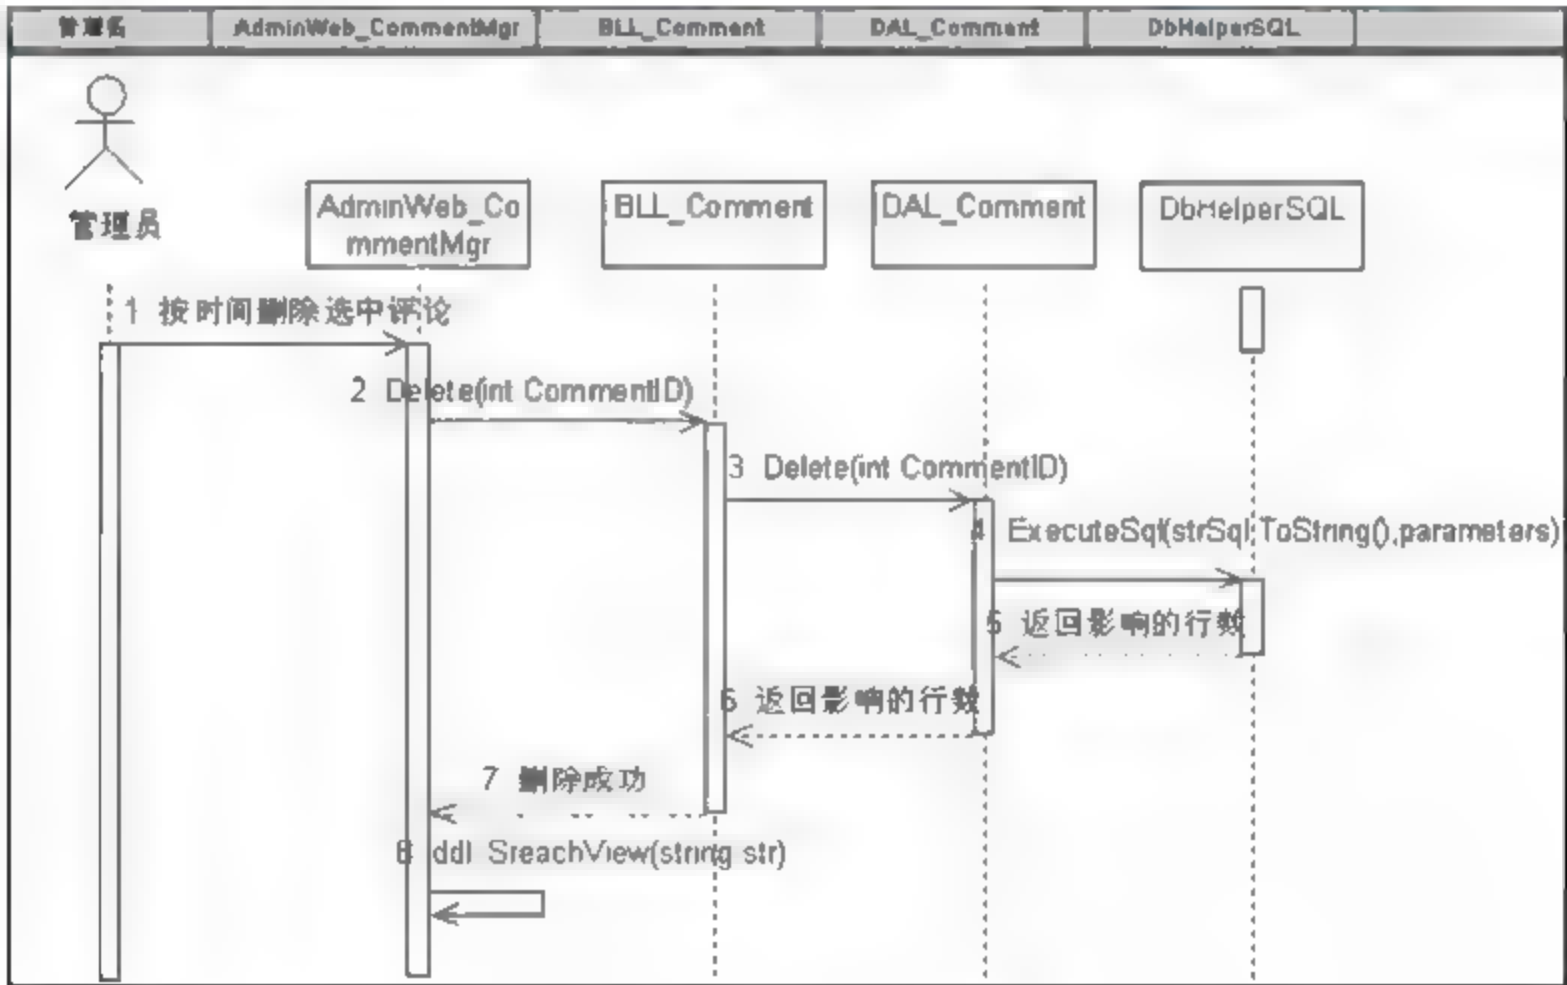 管理员 AdminWeb_CommentMgr BLL_Comment DAL_Comment DbHelperSQL
管理员
AdminWeb_Co
mmentMgr
BLL_Comment
DAL_Comment
DbHelperSQL
1 按时间删除选中评论
2 Delete(int CommentID)
3 Delete(int CommentID)
4 ExecuteSql(strSql.ToString(),parameters)
5 返回影响的行数
6 返回影响的行数
7 删除成功
8 ddl_SreachView(string str)